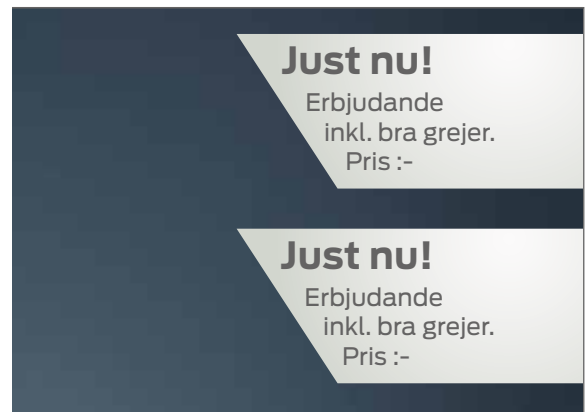 Just nu!
Erbjudande
inkl. bra grejer.
Pris :-
Just nu!
Erbjudande
inkl. bra grejer.
Pris :-